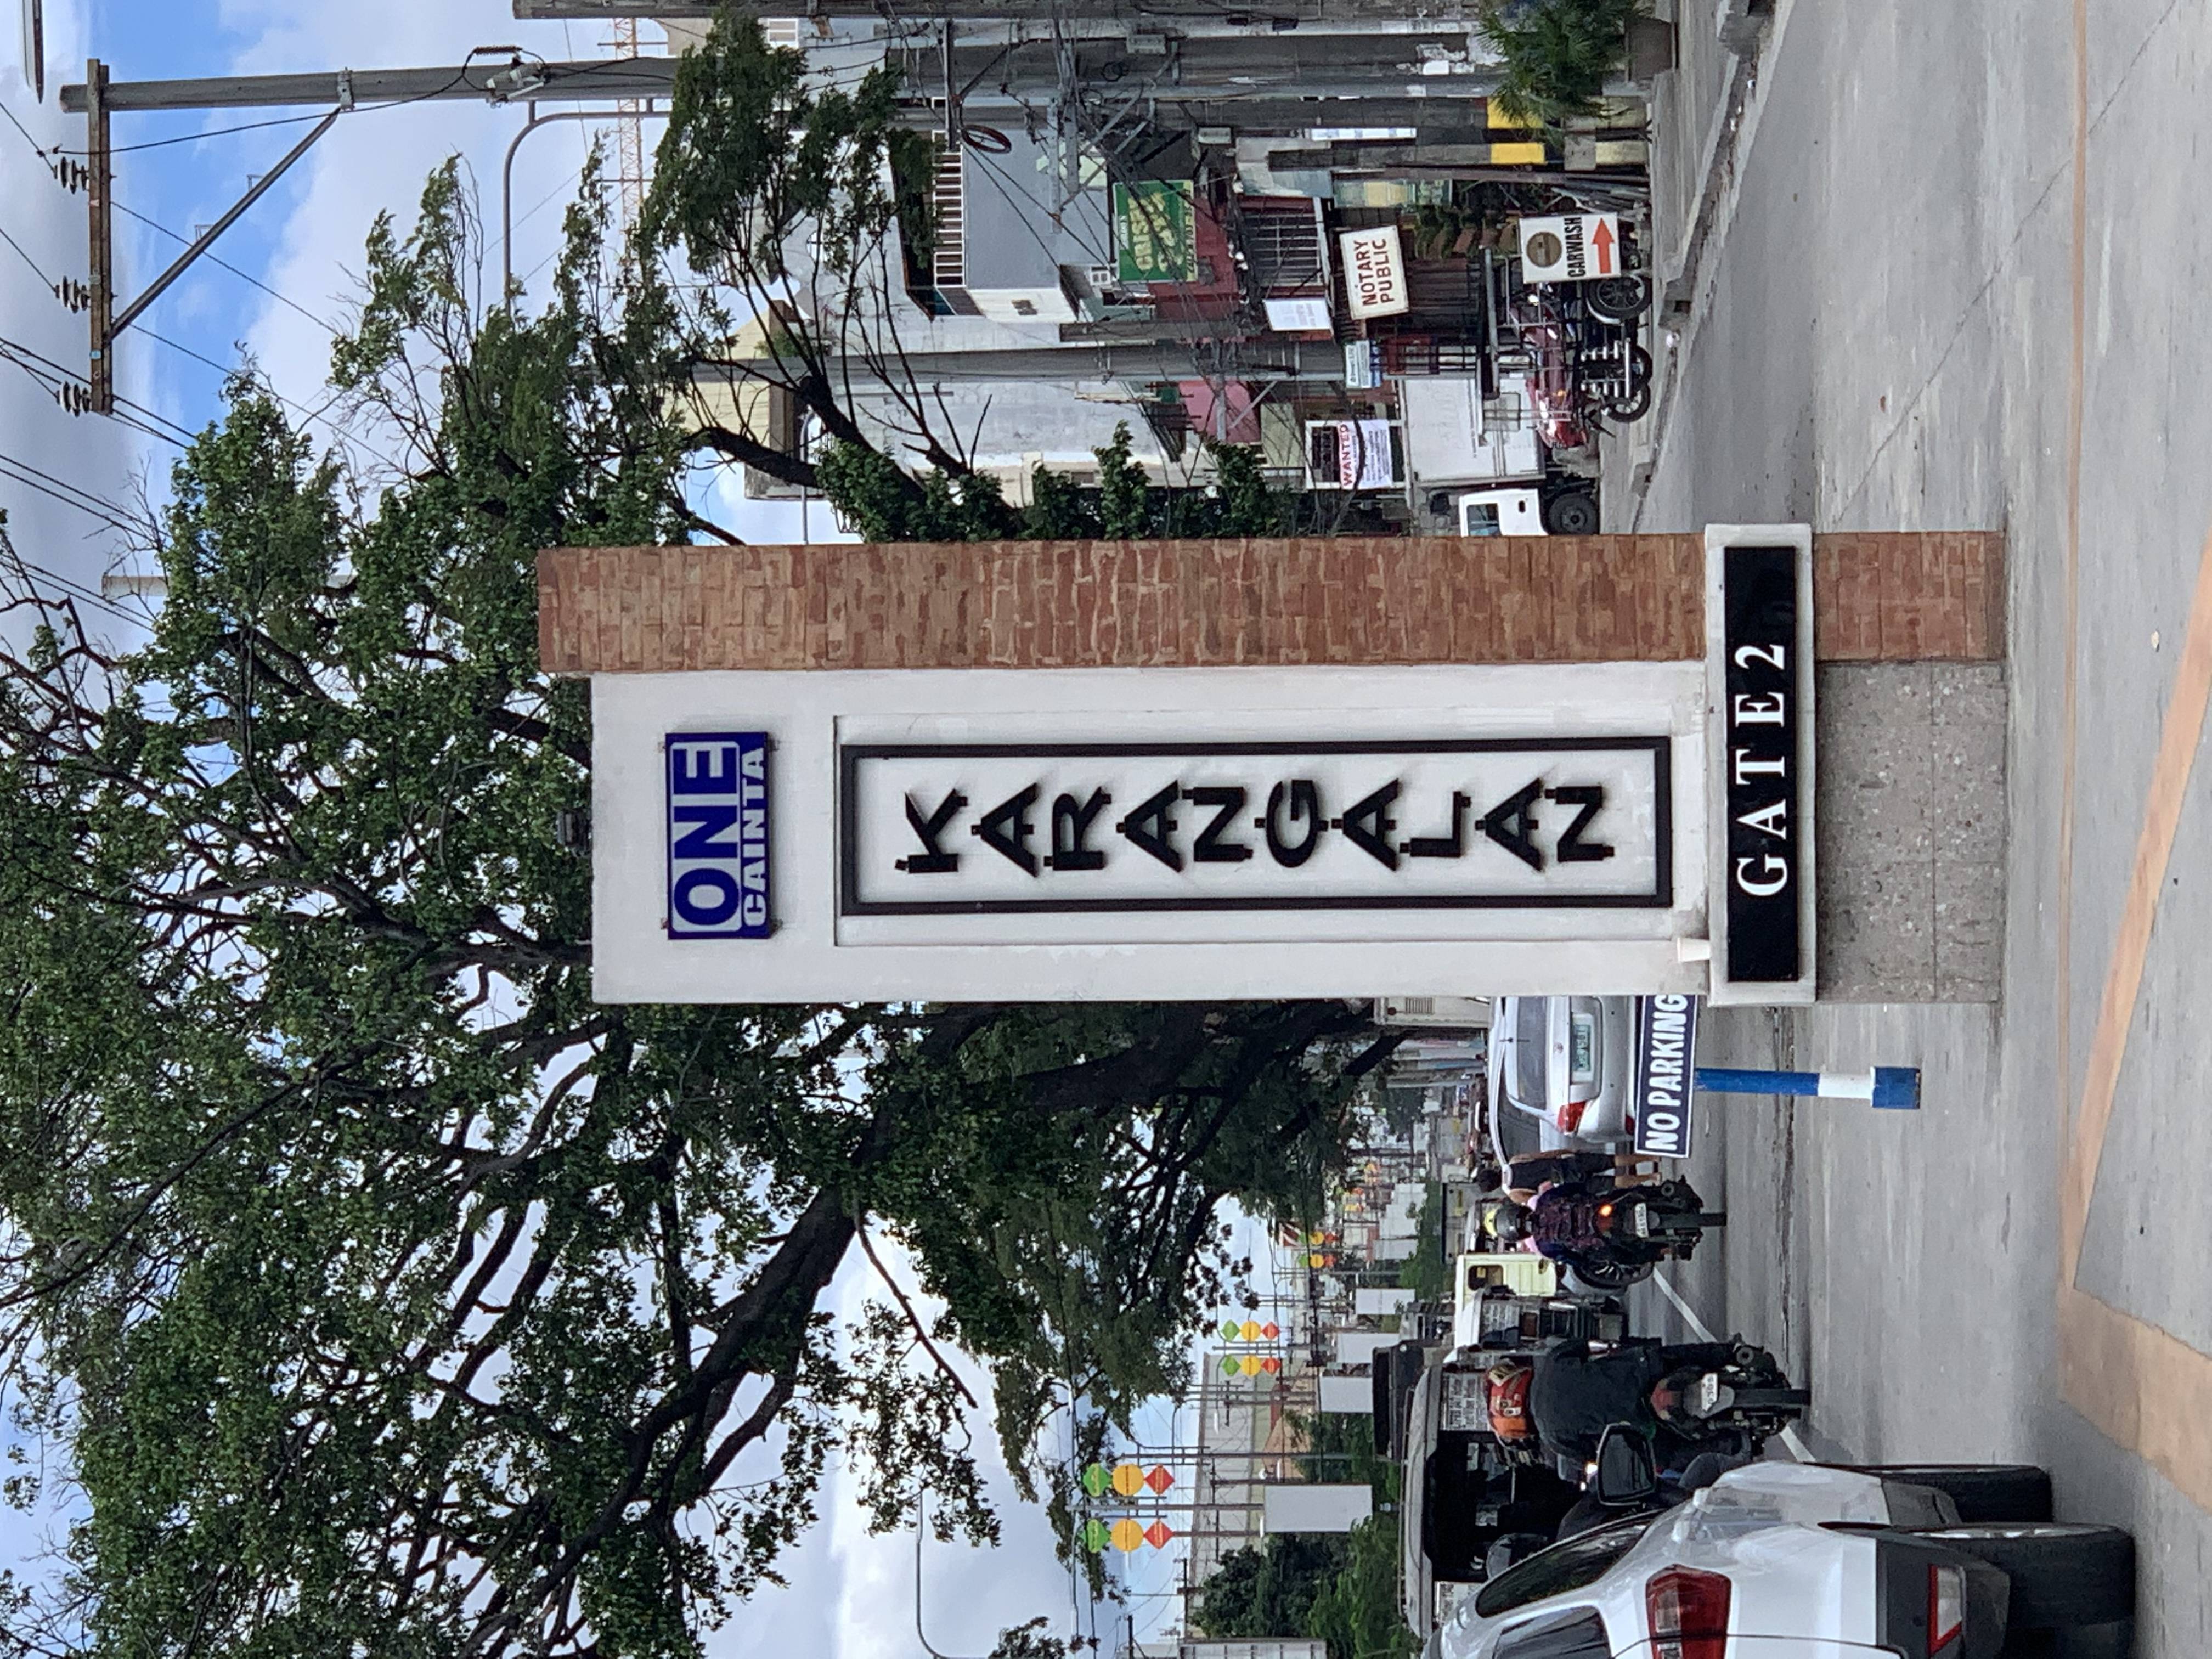 ONE
CAINTA
KARANGALAN
GATE 2
NO PARKING
WANTED
NOTARY
PUBLIC
CARWASH